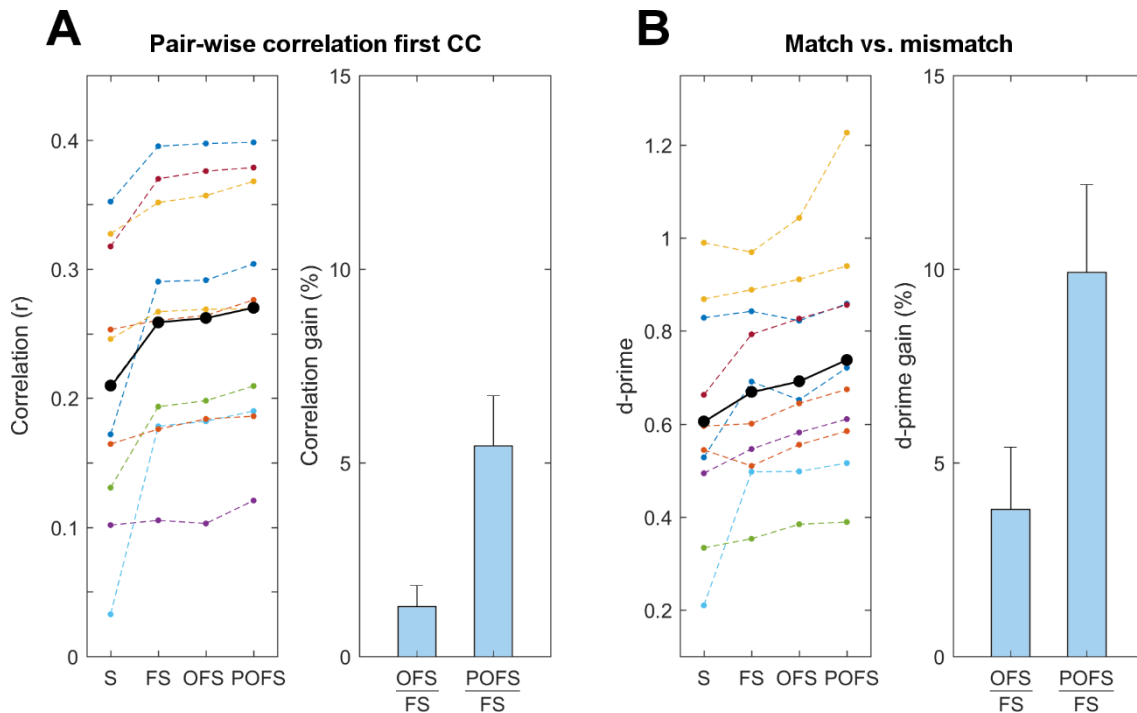 A
Pair-wise correlation first CC
Correlation (r)
0.4
0.3
0.2
0.1
0
S FS OFS POFS
Correlation gain (%)
15
10
5
0
OFS
FS
POFS
FS
B
Match vs. mismatch
d-prime
1.2
1
0.8
0.6
0.4
0.2
S FS OFS POFS
d-prime gain (%)
15
10
5
0
OFS
FS
POFS
FS